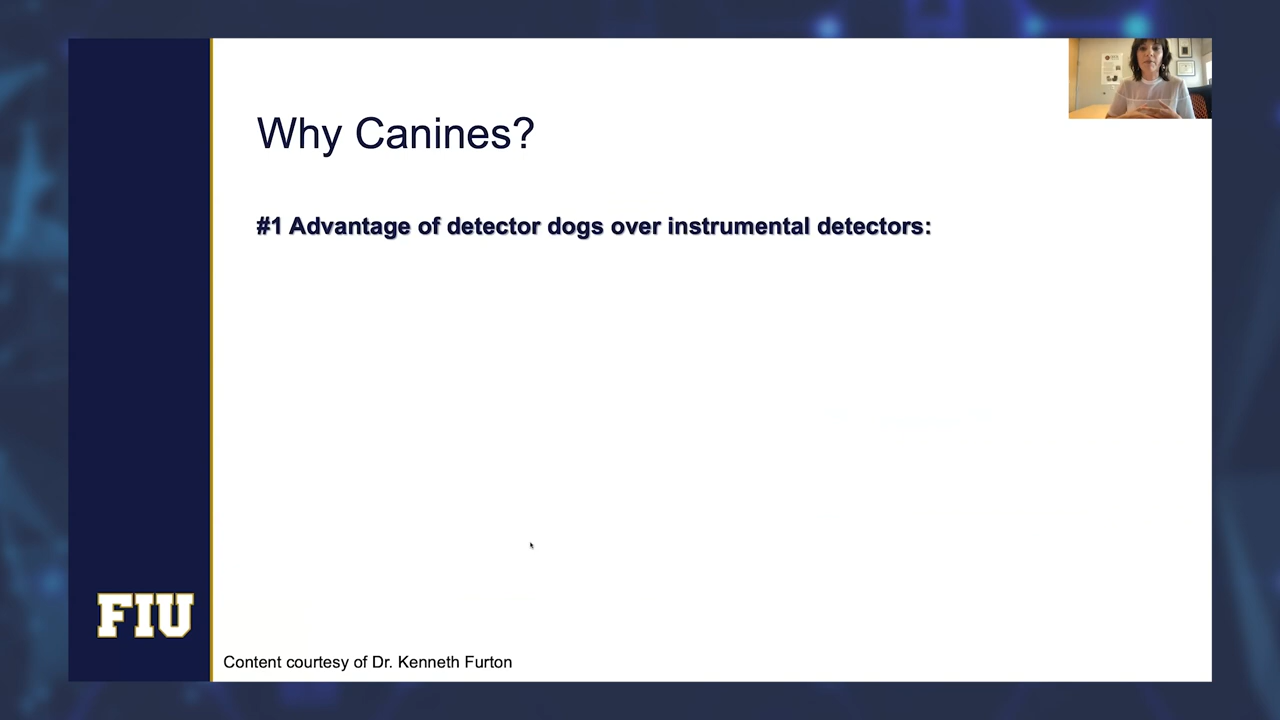 Why Canines?
#1 Advantage of detector dogs over instrumental detectors:
FIU
Content courtesy of Dr. Kenneth Furton